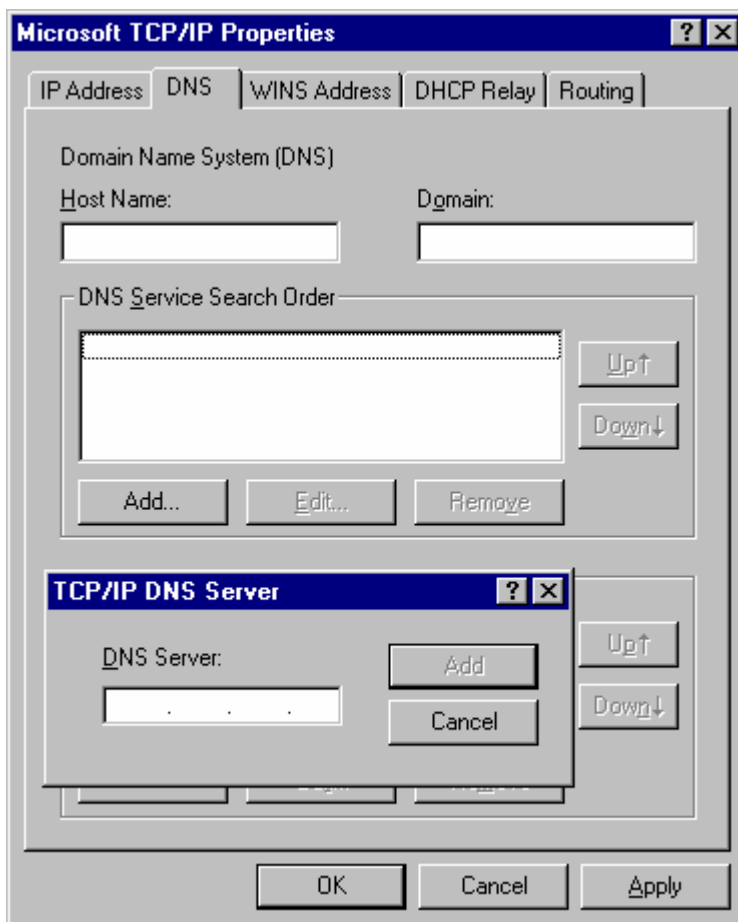 Microsoft TCP/IP Properties
IP Address DNS WINS Address DHCP Relay Routing
Domain Name System (DNS)
Host Name: Domain:
DNS Service Search Order
Up↑
Down↓
Add... Edit... Remove
TCP/IP DNS Server
DNS Server: Add
. . .
Cancel
Up↑
Down↓
OK Cancel Apply